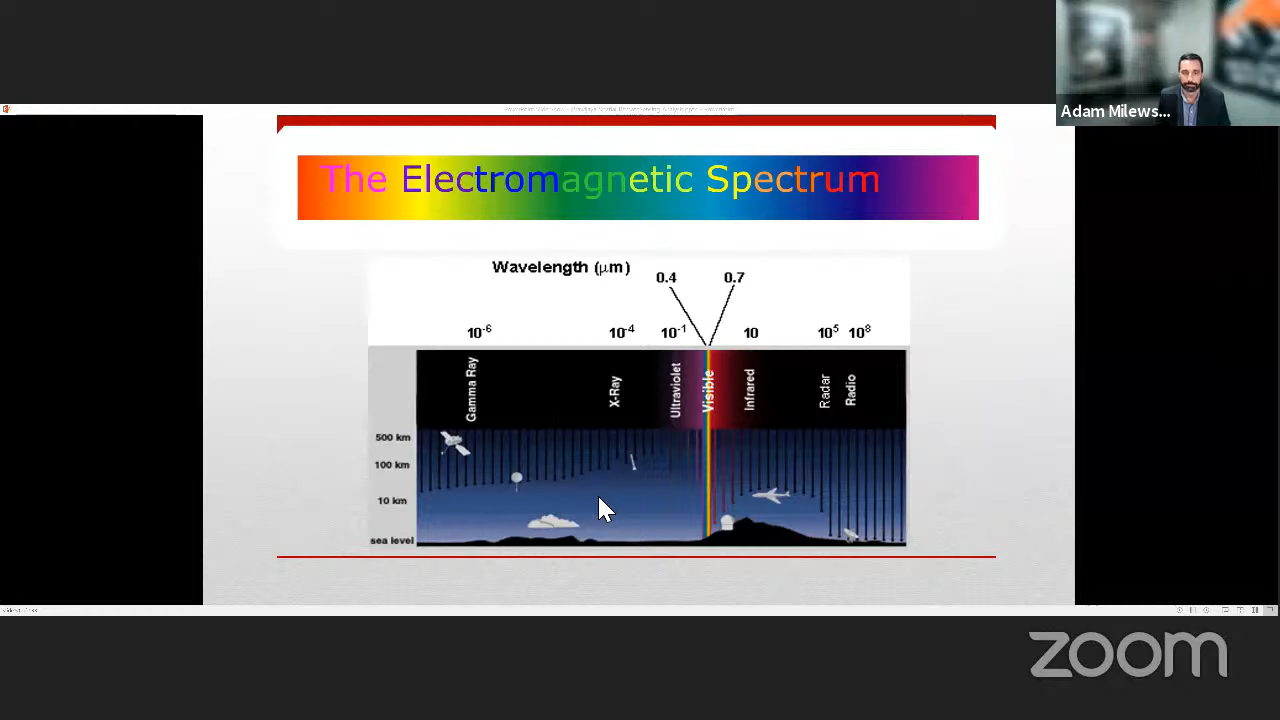 Adam Milews...
The Electromagnetic Spectrum
Wavelength (μm)
0.4
0.7
10-6
10-4
10-1
10
105
108
Gamma Ray
X-Ray
Ultraviolet
Visible
Infrared
Radar
Radio
500 km
100 km
10 km
sea level
zoom